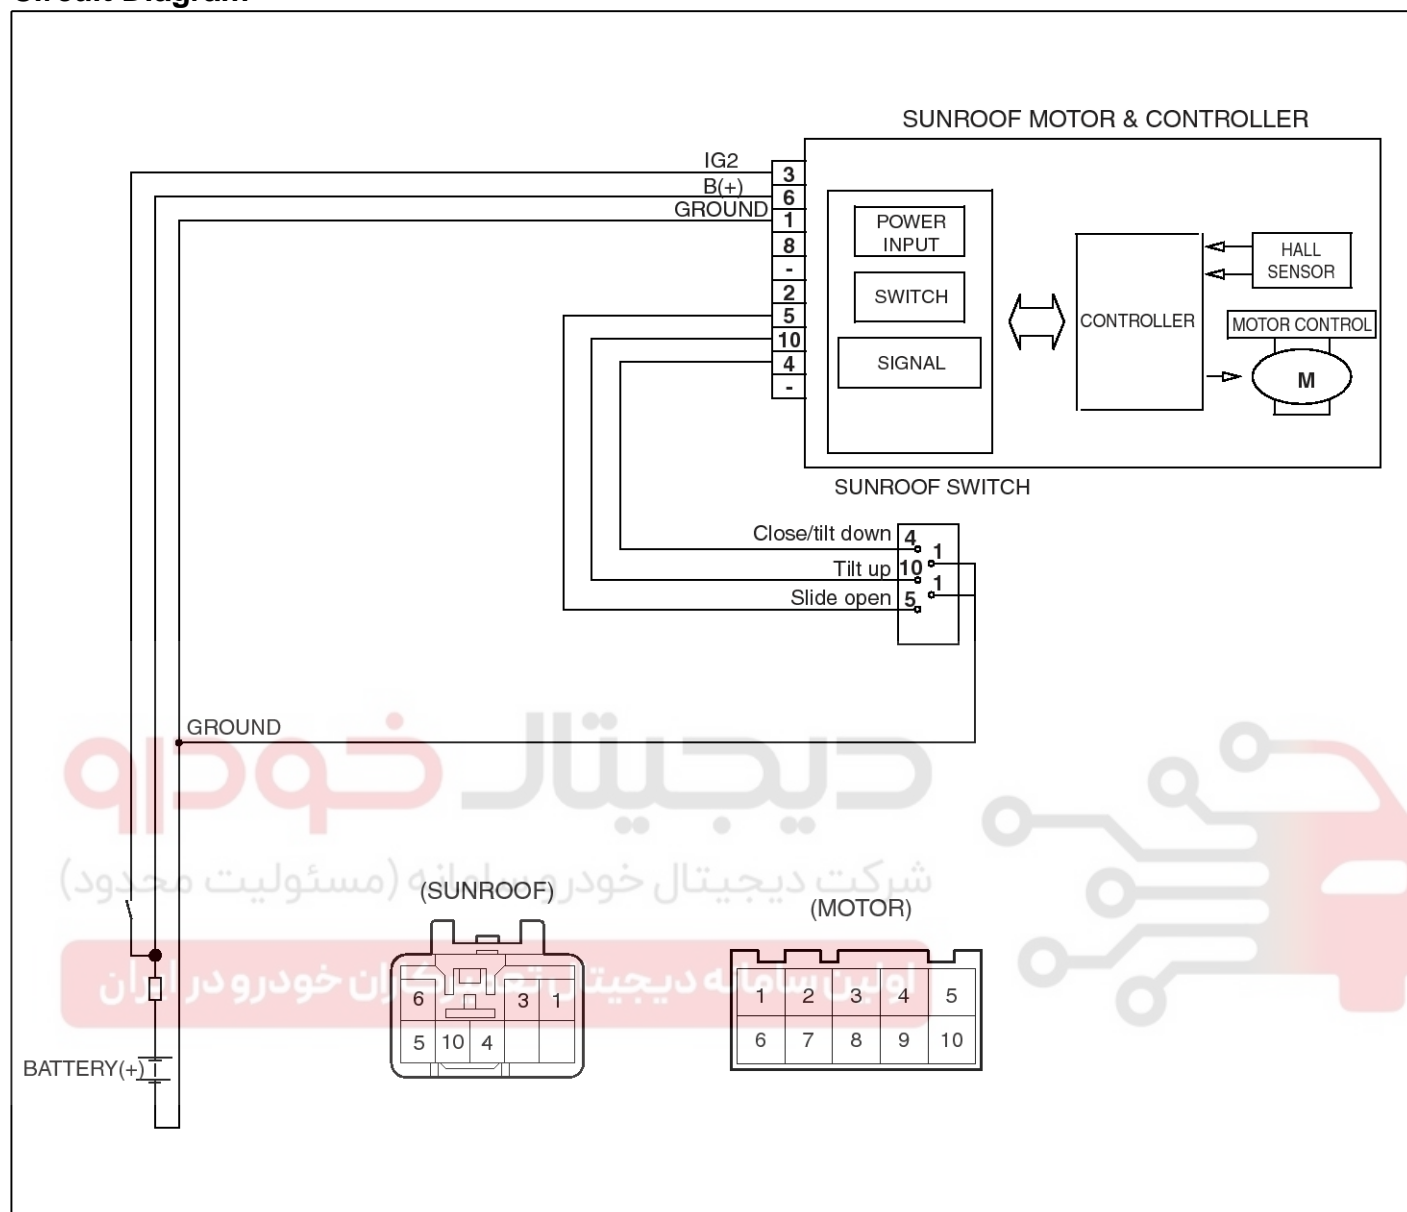 Circuit Diagram
SUNROOF MOTOR & CONTROLLER
IG2
B(+)
GROUND
3
6
1
8
-
2
5
10
4
-
POWER
INPUT
SWITCH
SIGNAL
CONTROLLER
HALL
SENSOR
MOTOR CONTROL
M
SUNROOF SWITCH
Close/tilt down
4
1
Tilt up
10
1
Slide open
5
GROUND
دیجیتال خودرو
شرکت دیجیتال خودرو سامانه (مسئولیت محدود)
(SUNROOF)
(MOTOR)
اولین سامانه دیجیتال تعمیرکاران خودرو در ایران
6 3 1
5 10 4
1 2 3 4 5
6 7 8 9 10
BATTERY(+)